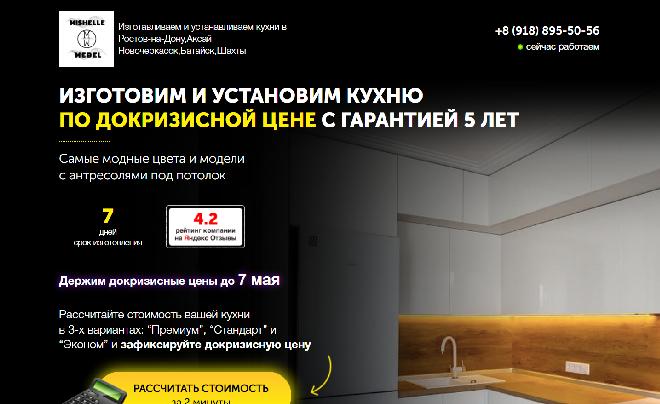 MISHELLE
MEBEL
Изготавливаем и устанавливаем кухни в
Ростов-на-Дону,Аксай
Новочеркасск,Батайск,Шахты
+8 (918) 895-50-56
сейчас работаем
ИЗГОТОВИМ И УСТАНОВИМ КУХНЮ
ПО ДОКРИЗИСНОЙ ЦЕНЕ С ГАРАНТИЕЙ 5 ЛЕТ
Самые модные цвета и модели
с антресолями под потолок
7
дней
срок изготовления
4.2
рейтинг компании
на Яндекс Отзывы
Держим докризисные цены до 7 мая
Рассчитайте стоимость вашей кухни
в 3-х вариантах: “Премиум”, “Стандарт” и
“Эконом” и зафиксируйте докризисную цену
РАССЧИТАТЬ СТОИМОСТЬ
за 2 минуты